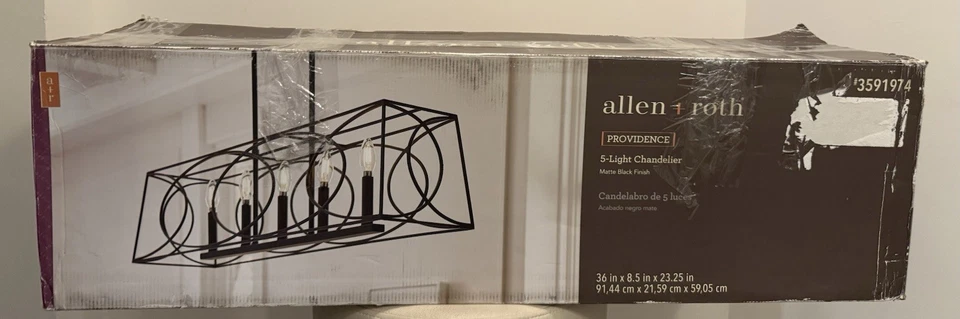 a+r
#3591974
allen + roth
PROVIDENCE
5-Light Chandelier
Matte Black Finish
Candelabro de 5 luces
Acabado negro mate
36 in x 8.5 in x 23.25 in
91,44 cm x 21,59 cm x 59,05 cm